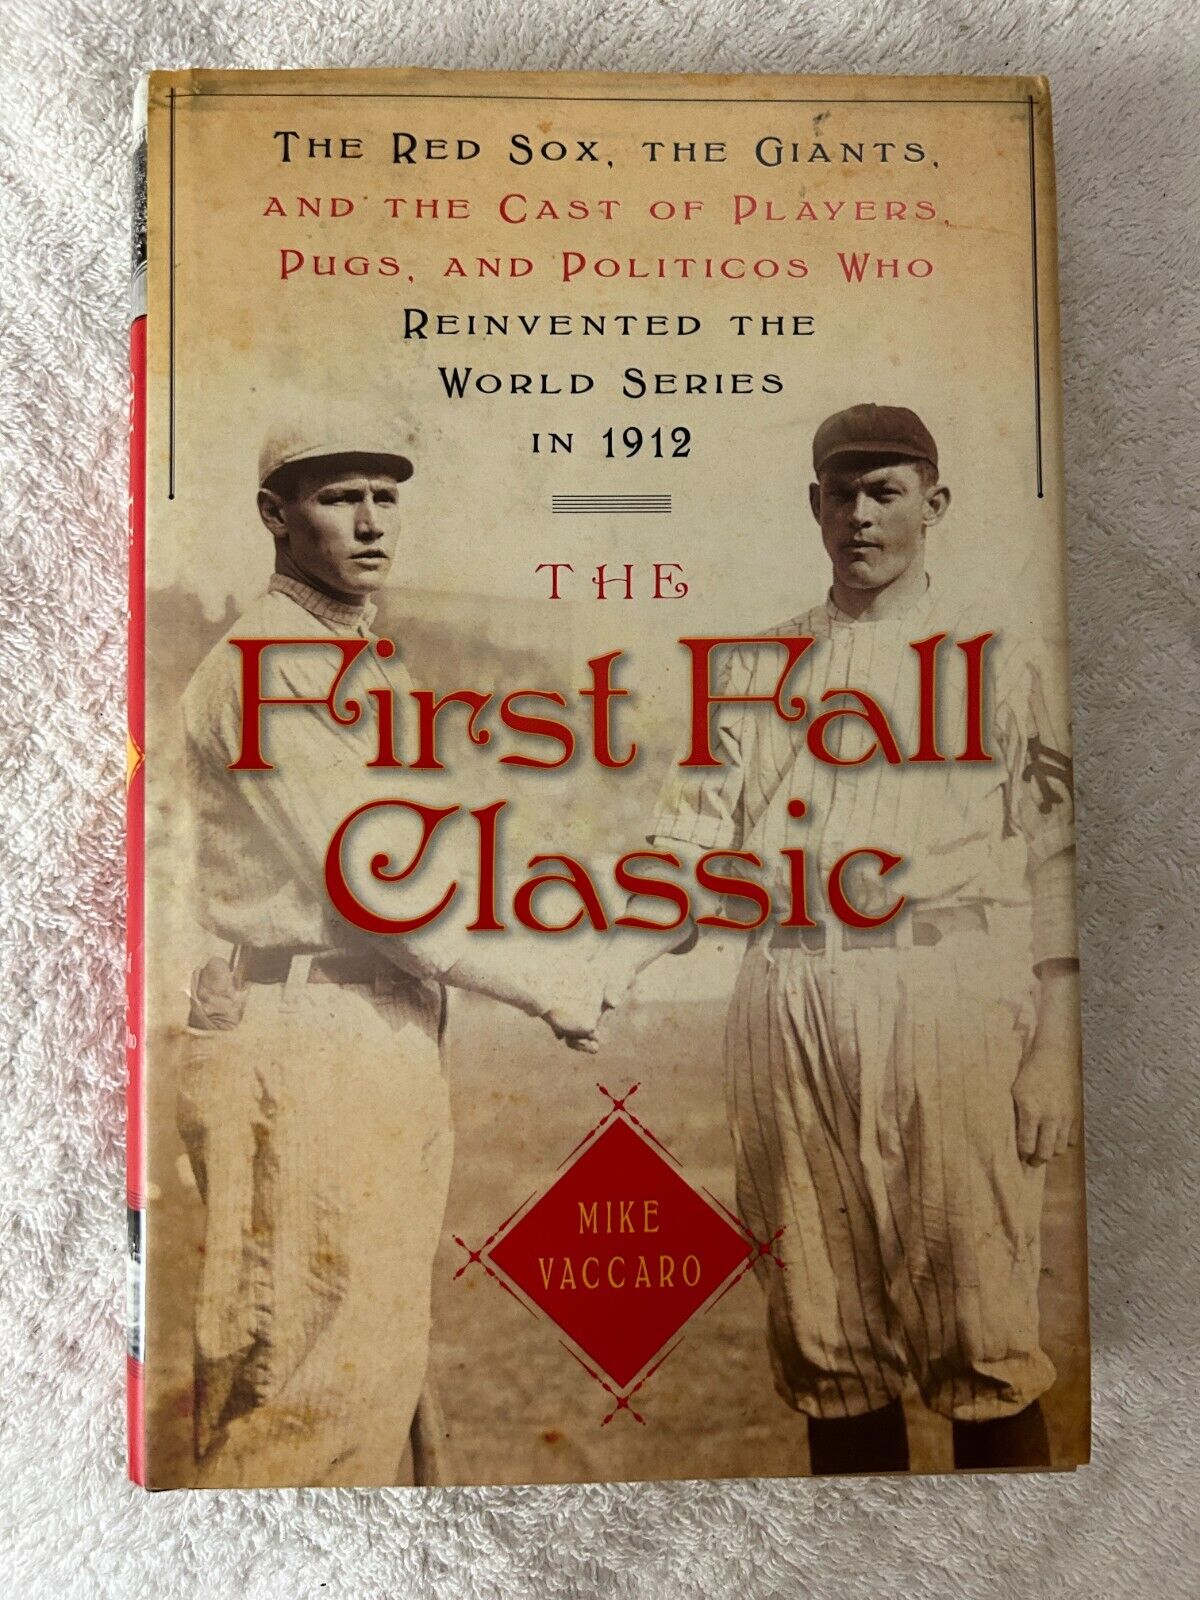 THE RED SOX, THE GIANTS,
AND THE CAST OF PLAYERS,
PUGS, AND POLITICOS WHO
REINVENTED THE
WORLD SERIES
IN 1912
THE
First Fall
Classic
MIKE
VACCARO
NY